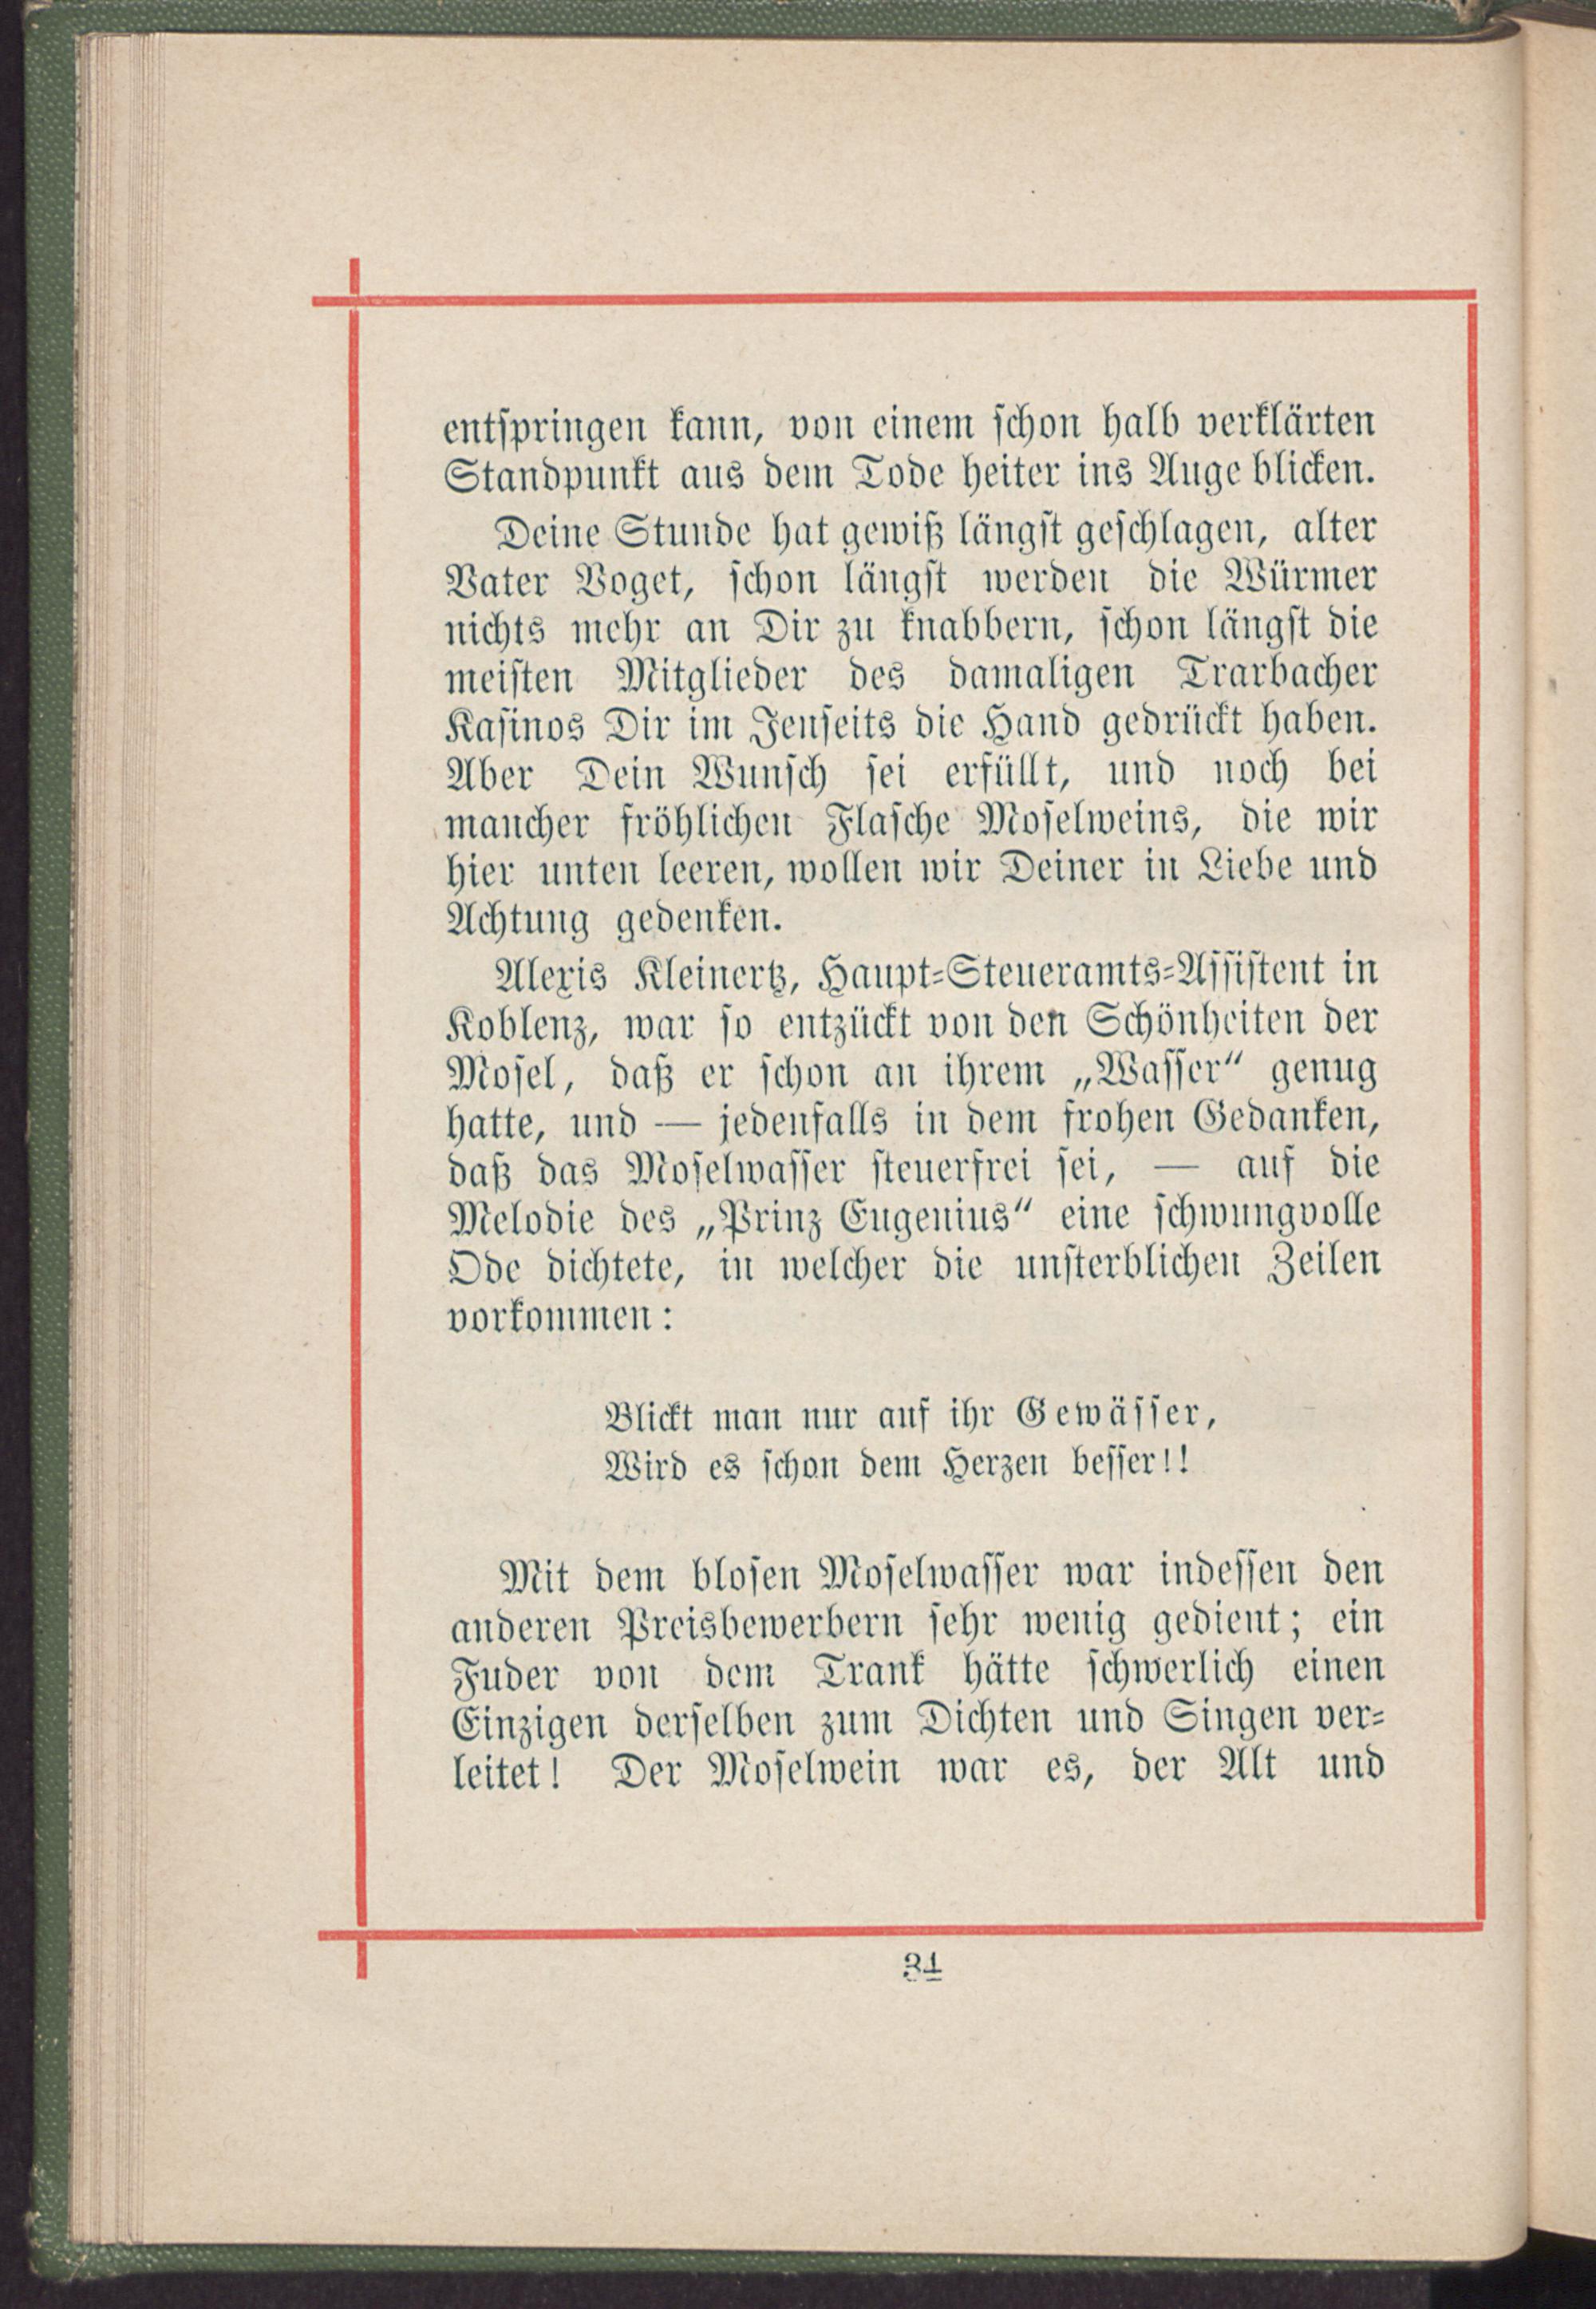 entspringen kann, von einem schon halb verklärten
Standpunkt aus dem Tode heiter ins Auge blicken.
Deine Stunde hat gewiß längst geschlagen, alter
Vater Voget, schon längst werden die Würmer
nichts mehr an Dir zu knabbern, schon längst die
meisten Mitglieder des damaligen Trarbacher
Kasinos Dir im Jenseits die Hand gedrückt haben.
Aber Dein Wunsch sei erfüllt, und noch bei
mancher fröhlichen Flasche Moselweins, die wir
hier unten leeren, wollen wir Deiner in Liebe und
Achtung gedenken.
Alexis Kleinertz, Haupt-Steueramts-Assistent in
Koblenz, war so entzückt von den Schönheiten der
Mosel, daß er schon an ihrem „Wasser“ genug
hatte, und — jedenfalls in dem frohen Gedanken,
daß das Moselwasser steuerfrei sei, — auf die
Melodie des „Prinz Eugenius“ eine schwungvolle
Ode dichtete, in welcher die unsterblichen Zeilen
vorkommen:
Blickt man nur auf ihr Gewässer,
Wird es schon dem Herzen besser!!
Mit dem blosen Moselwasser war indessen den
anderen Preisbewerbern sehr wenig gedient; ein
Fuder von dem Trank hätte schwerlich einen
Einzigen derselben zum Dichten und Singen ver-
leitet! Der Moselwein war es, der Alt und
34